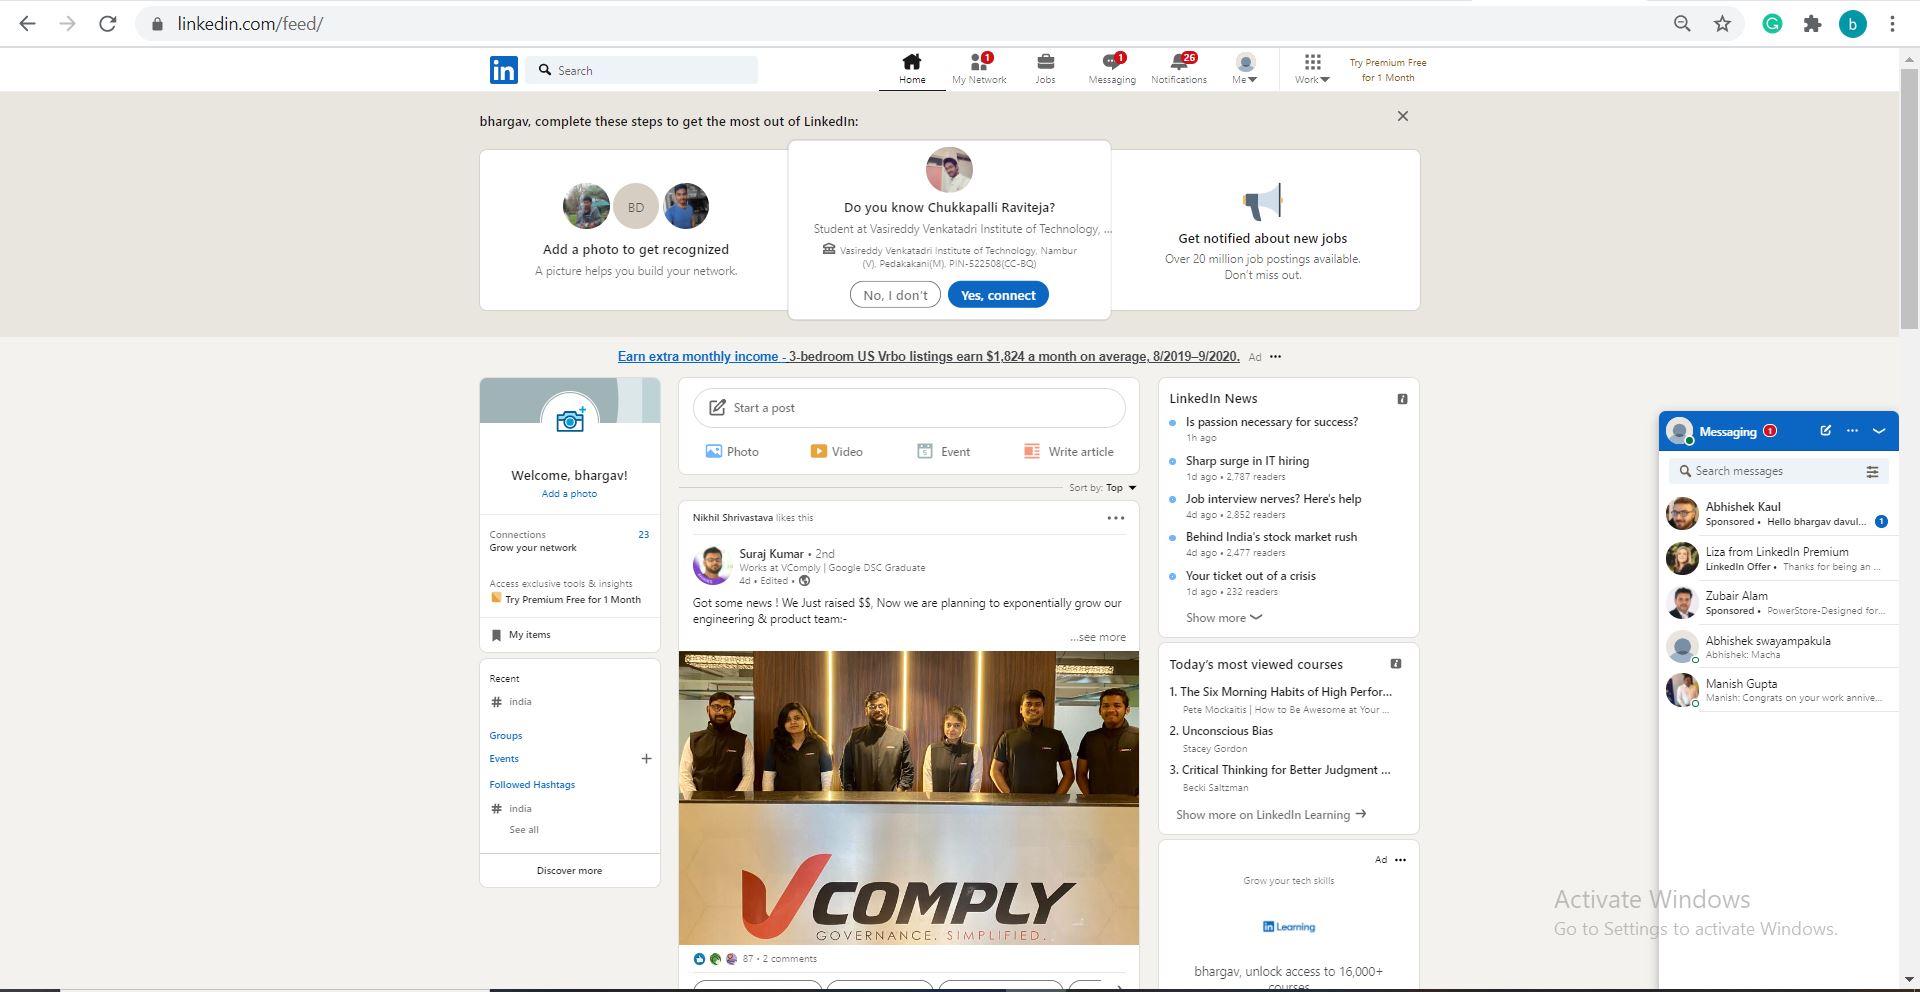 linkedin.com/feed/
b
in
Search
Home
My Network
1
Jobs
Messaging
1
Notifications
26
Me
Work
Try Premium Free
for 1 Month
bhargav, complete these steps to get the most out of LinkedIn:
BD
Add a photo to get recognized
A picture helps you build your network.
Do you know Chukkapalli Raviteja?
Student at Vasireddy Venkatadri Institute of Technology, ...
Vasireddy Venkatadri Institute of Technology, Nambur
(V), Pedakakani(M), PIN-522508(CC-BQ)
No, I don't
Yes, connect
Get notified about new jobs
Over 20 million job postings available.
Don't miss out.
Earn extra monthly income - 3-bedroom US Vrbo listings earn $1,824 a month on average, 8/2019–9/2020. Ad
Welcome, bhargav!
Add a photo
Connections 23
Grow your network
Access exclusive tools & insights
Try Premium Free for 1 Month
My items
Recent
# india
Groups
Events
Followed Hashtags
# india
See all
Discover more
Start a post
Photo Video Event Write article
Sort by: Top
Nikhil Shrivastava likes this
Suraj Kumar • 2nd
Works at VComply | Google DSC Graduate
4d • Edited •
Got some news ! We Just raised $$, Now we are planning to exponentially grow our
engineering & product team:-
...see more
VCOMPLY
GOVERNANCE. SIMPLIFIED.
87 • 2 comments
LinkedIn News
Is passion necessary for success?
1h ago
Sharp surge in IT hiring
1d ago • 2,787 readers
Job interview nerves? Here's help
4d ago • 2,852 readers
Behind India's stock market rush
4d ago • 2,477 readers
Your ticket out of a crisis
1d ago • 232 readers
Show more
Today's most viewed courses
1. The Six Morning Habits of High Perfor...
Pete Mockaitis | How to Be Awesome at Your ...
2. Unconscious Bias
Stacey Gordon
3. Critical Thinking for Better Judgment ...
Becki Saltzman
Show more on LinkedIn Learning
Ad
Grow your tech skills
in Learning
bhargav, unlock access to 16,000+
courses
Messaging 1
Search messages
Abhishek Kaul
Sponsored • Hello bhargav davul... 1
Liza from LinkedIn Premium
LinkedIn Offer • Thanks for being an ...
Zubair Alam
Sponsored • PowerStore-Designed for...
Abhishek swayampakula
Abhishek: Macha
Manish Gupta
Manish: Congrats on your work annive...
Activate Windows
Go to Settings to activate Windows.